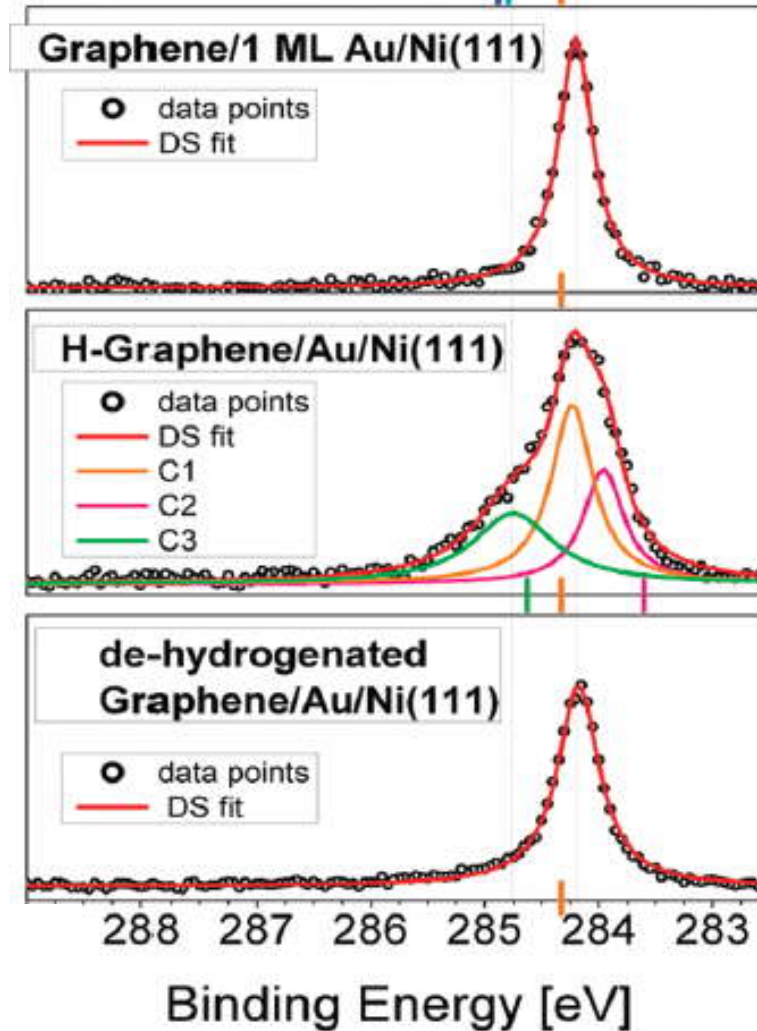 Graphene/1 ML Au/Ni(111)
data points
DS fit
H-Graphene/Au/Ni(111)
data points
DS fit
C1
C2
C3
de-hydrogenated
Graphene/Au/Ni(111)
data points
DS fit
288 287 286 285 284 283
Binding Energy [eV]